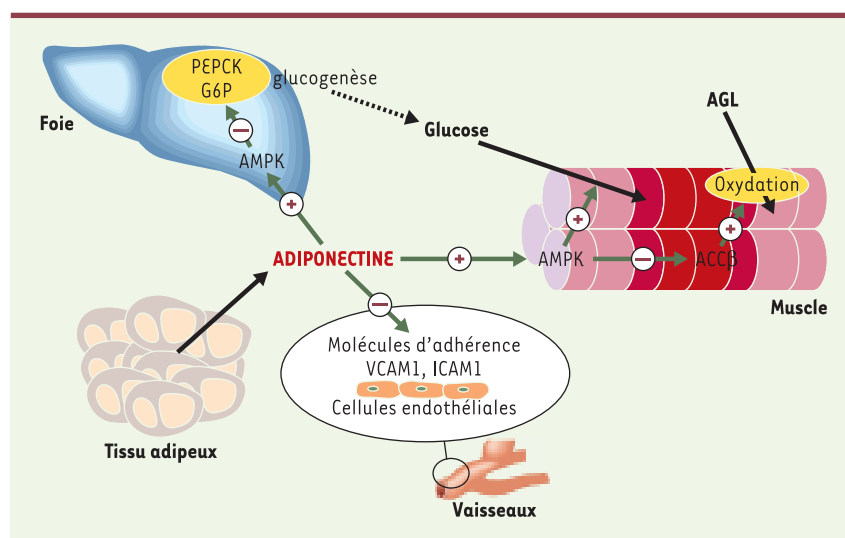 PEPCK
G6P
glucogenèse
Foie
AMPK
Glucose
AGL
Oxydation
ADIPONECTINE
AMPK
ACCβ
Muscle
Molécules d'adhérence
VCAM1, ICAM1
Cellules endothéliales
Tissu adipeux
Vaisseaux